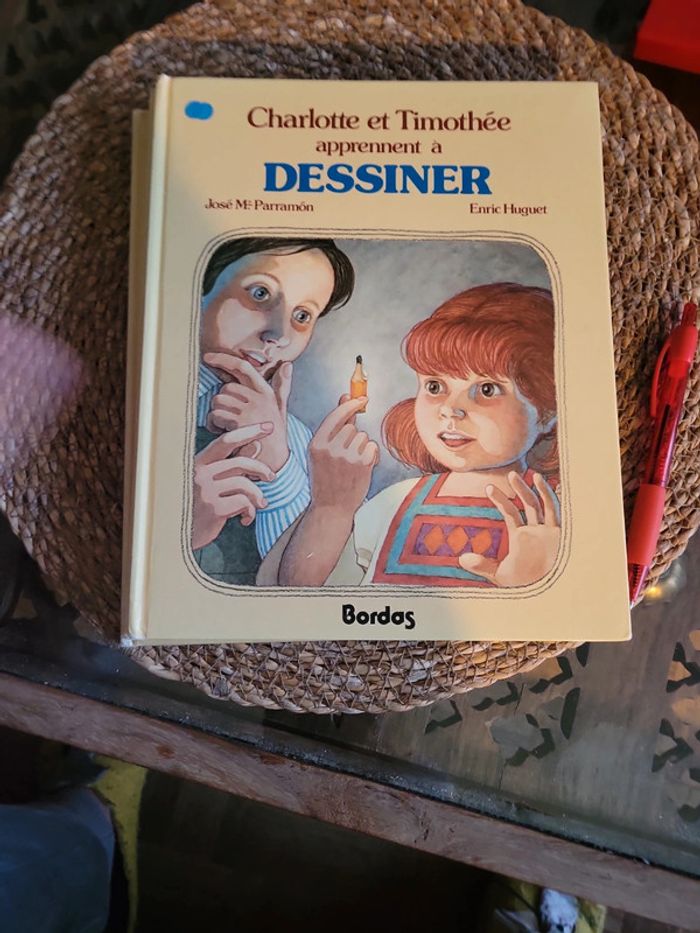 Charlotte et Timothée
apprennent à
DESSINER
José Mª Parramón
Enric Huguet
Bordas